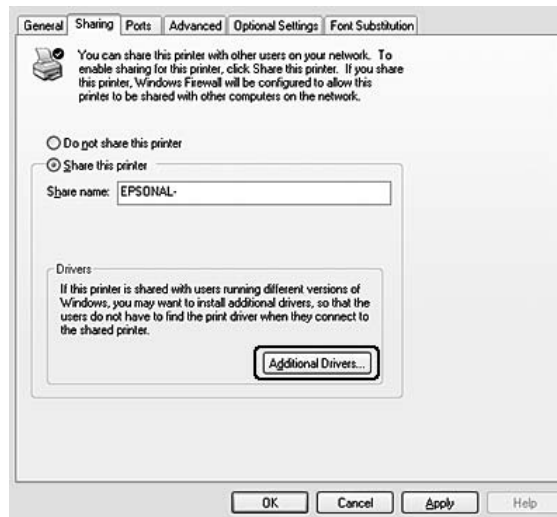 General Sharing Ports Advanced Optional Settings Font Substitution
You can share this printer with other users on your network. To
enable sharing for this printer, click Share this printer. If you share
this printer, Windows Firewall will be configured to allow this
printer to be shared with other computers on the network.
Do not share this printer
Share this printer
Share name: EPSONAL-
Drivers
If this printer is shared with users running different versions of
Windows, you may want to install additional drivers, so that the
users do not have to find the print driver when they connect to
the shared printer.
Additional Drivers...
OK Cancel Apply Help